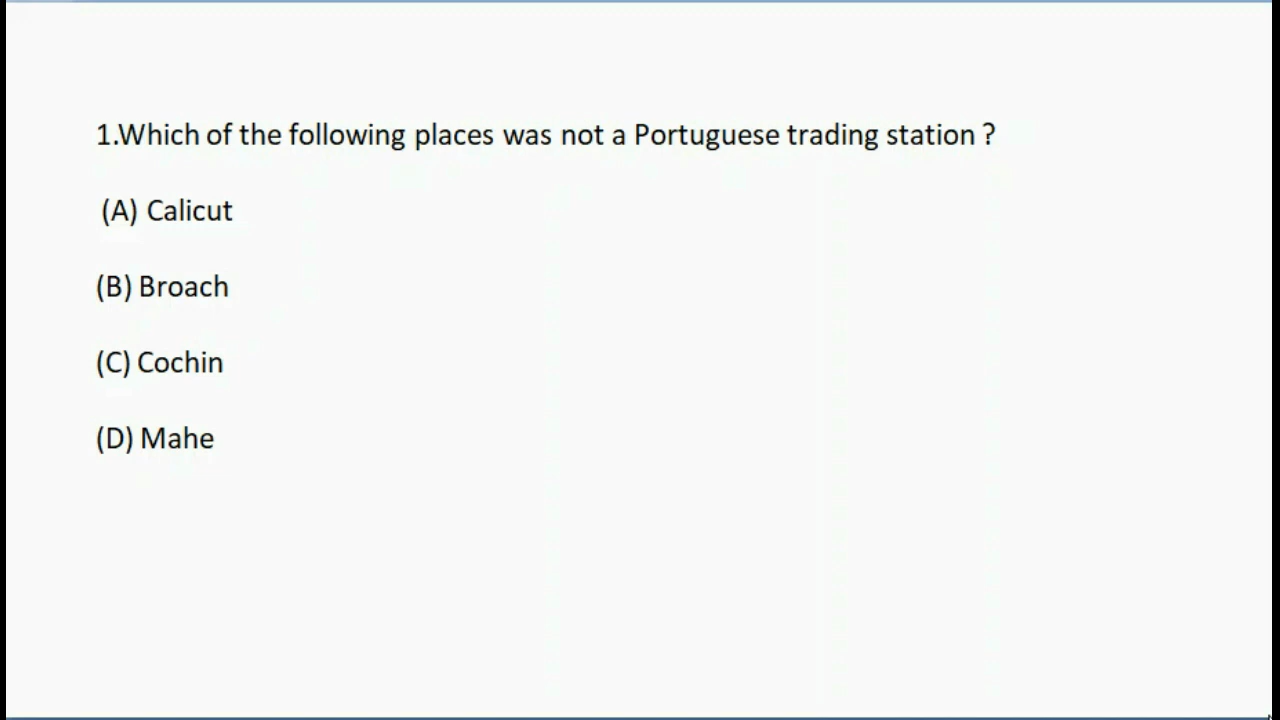 1.Which of the following places was not a Portuguese trading station ?
(A) Calicut
(B) Broach
(C) Cochin
(D) Mahe